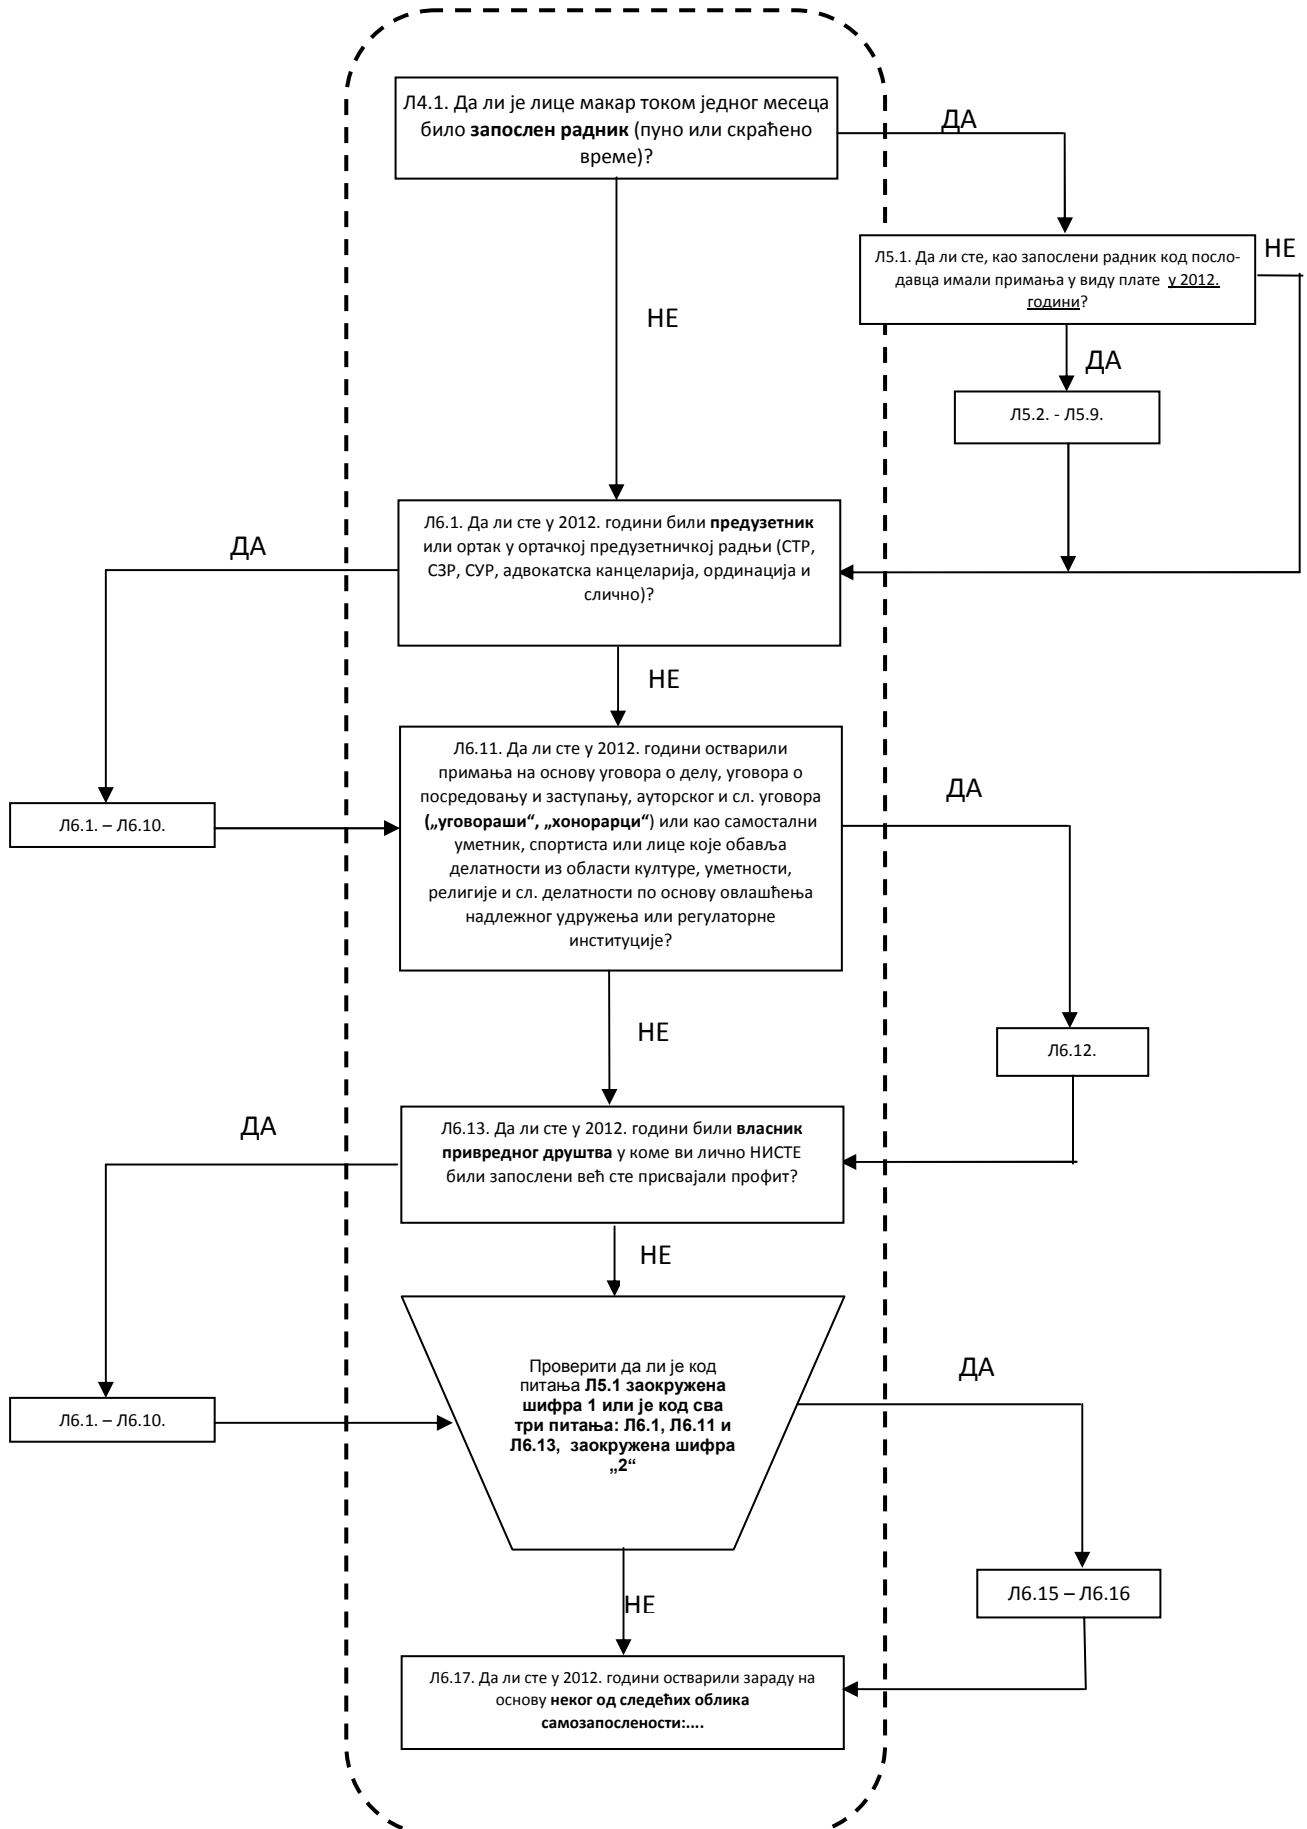 Л4.1. Да ли је лице макар током једног месеца
било запослен радник (пуно или скраћено
време)?
ДА
Л5.1. Да ли сте, као запослени радник код посло-
давца имали примања у виду плате у 2012.
години?
НЕ
НЕ
ДА
Л5.2. - Л5.9.
Л6.1. Да ли сте у 2012. години били предузетник
или ортак у ортачкој предузетничкој радњи (СТР,
СЗР, СУР, адвокатска канцеларија, ординација и
слично)?
ДА
НЕ
Л6.11. Да ли сте у 2012. години остварили
примања на основу уговора о делу, уговора о
посредовању и заступању, ауторског и сл. уговора
(„уговораши“, „хонорарци“) или као самостални
уметник, спортиста или лице које обавља
делатности из области културе, уметности,
религије и сл. делатности по основу овлашћења
надлежног удружења или регулаторне
институције?
ДА
Л6.1. – Л6.10.
НЕ
Л6.12.
Л6.13. Да ли сте у 2012. години били власник
привредног друштва у коме ви лично НИСТЕ
били запослени већ сте присвајали профит?
ДА
НЕ
Проверити да ли је код
питања Л5.1 заокружена
шифра 1 или је код сва
три питања: Л6.1, Л6.11 и
Л6.13, заокружена шифра
„2“
ДА
Л6.1. – Л6.10.
Л6.15 – Л6.16
НЕ
Л6.17. Да ли сте у 2012. години остварили зараду на
основу неког од следећих облика
самозапослености:....